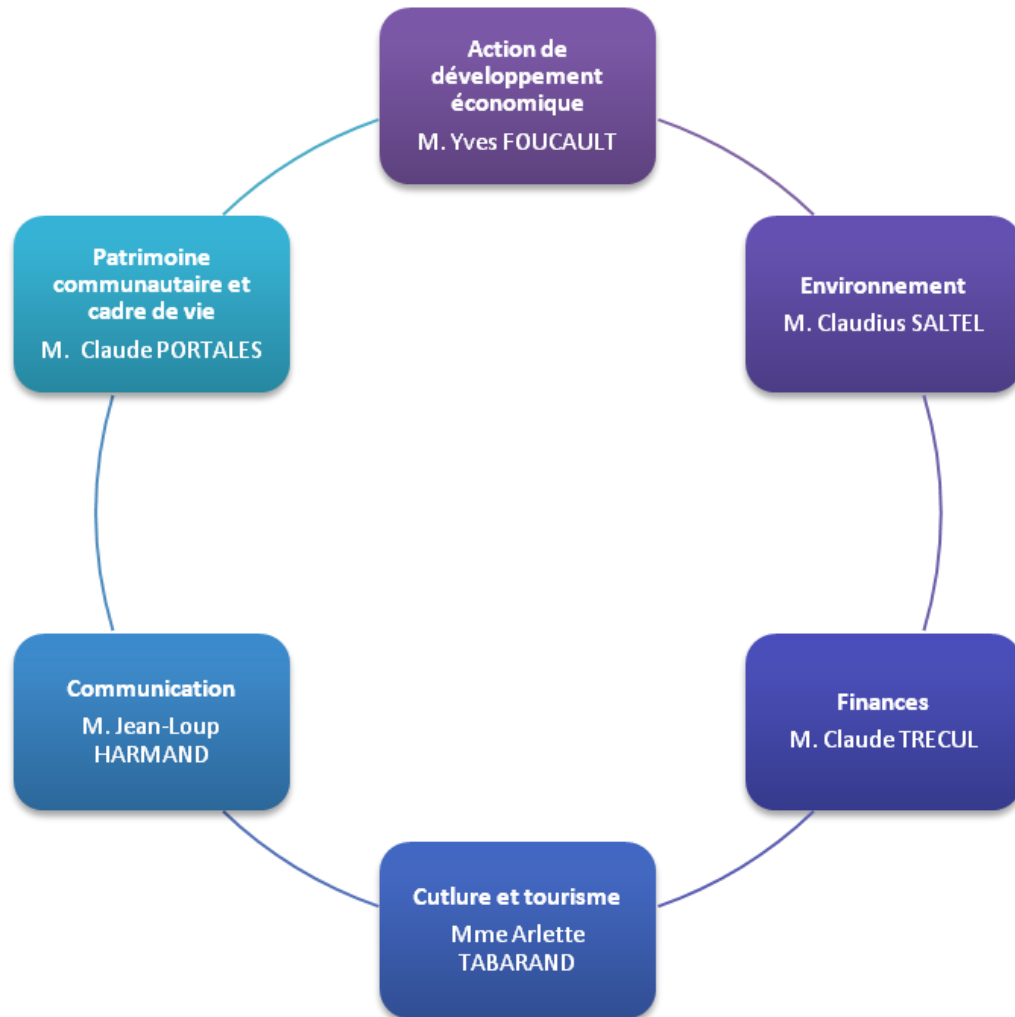 Action de
développement
économique
M. Yves FOUCAULT
Environnement
M. Claudius SALTEL
Finances
M. Claude TRECUL
Cutlure et tourisme
Mme Arlette
TABARAND
Communication
M. Jean-Loup
HARMAND
Patrimoine
communautaire et
cadre de vie
M. Claude PORTALES